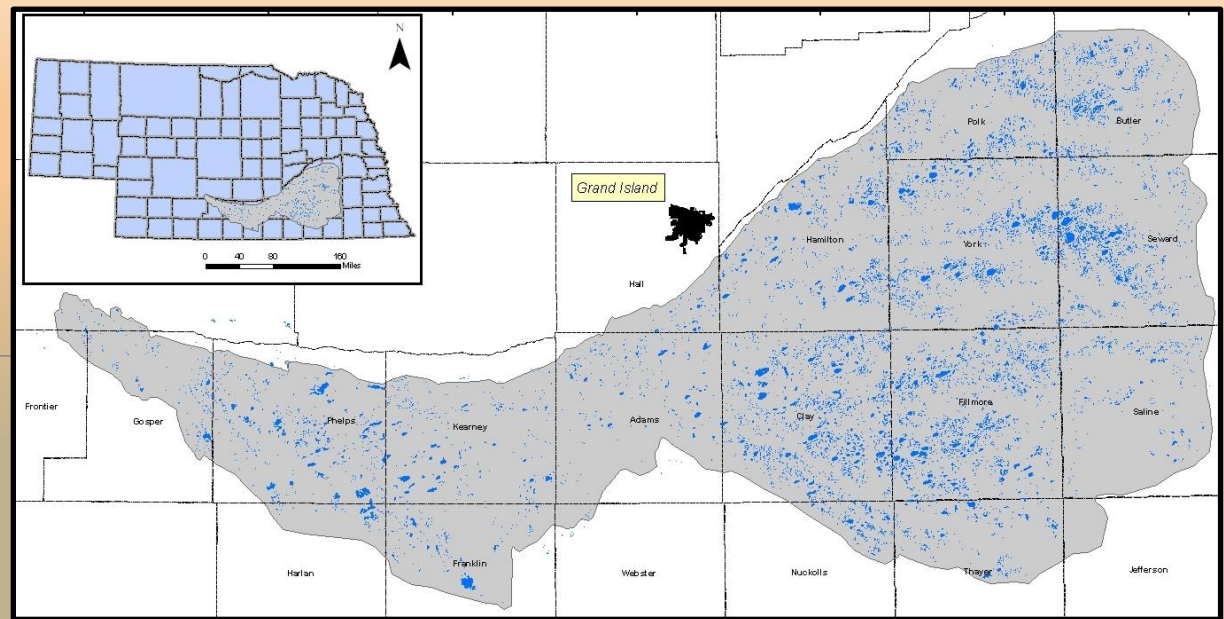 N
0 40 80 160
Miles
Grand Island
Polk
Butler
Hamilton
York
Seward
Hall
Frontier
Gosper
Phelps
Kearney
Adams
Clay
Fillmore
Saline
Harlan
Franklin
Webster
Nuckolls
Thayer
Jefferson